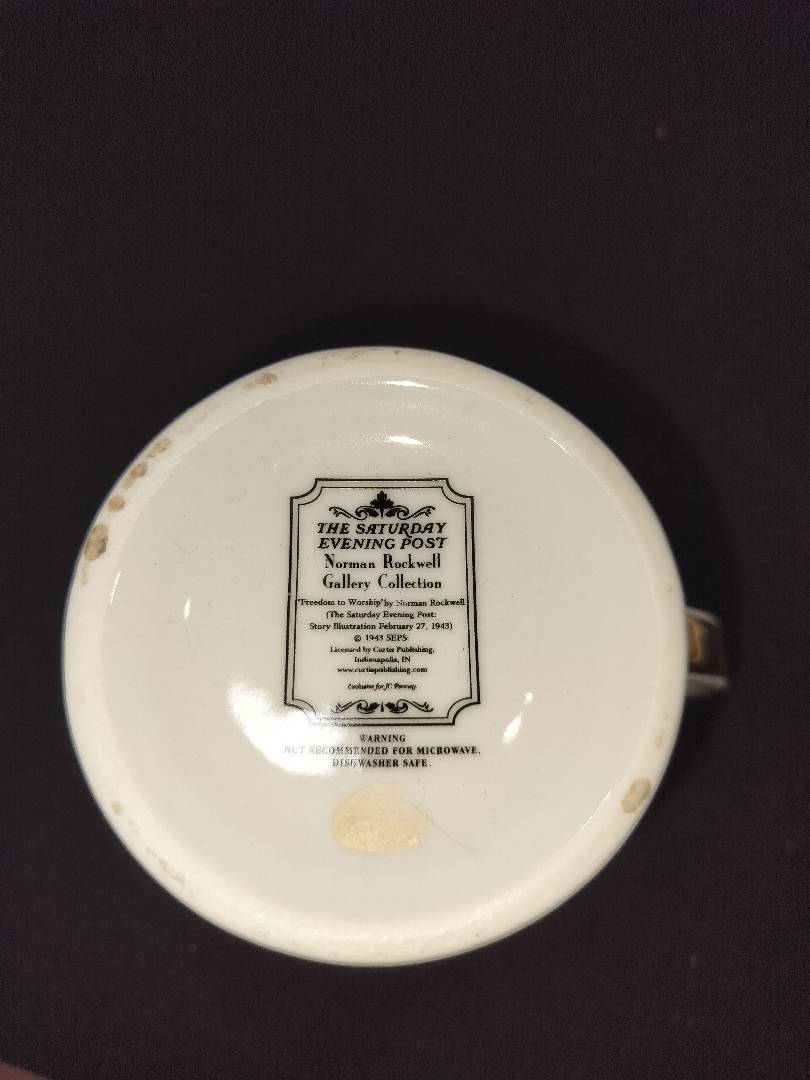 THE SATURDAY
EVENING POST
Norman Rockwell
Gallery Collection
"Freedom to Worship" by Norman Rockwell
(The Saturday Evening Post:
Story Illustration February 27, 1943)
© 1943 SEPS:
Licensed by Curtis Publishing,
Indianapolis, IN
www.curtispublishing.com
Exclusive for JC Penney.
WARNING
NOT RECOMMENDED FOR MICROWAVE.
DISHWASHER SAFE.